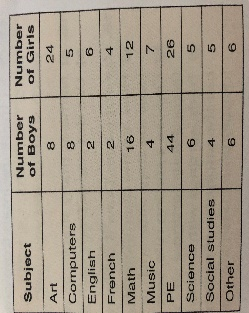 Subject Number of Boys Number of Girls
Art 8 24
Computers 8 5
English 2 6
French 2 4
Math 16 12
Music 4 7
PE 44 26
Science 6 5
Social studies 4 5
Other 6 6